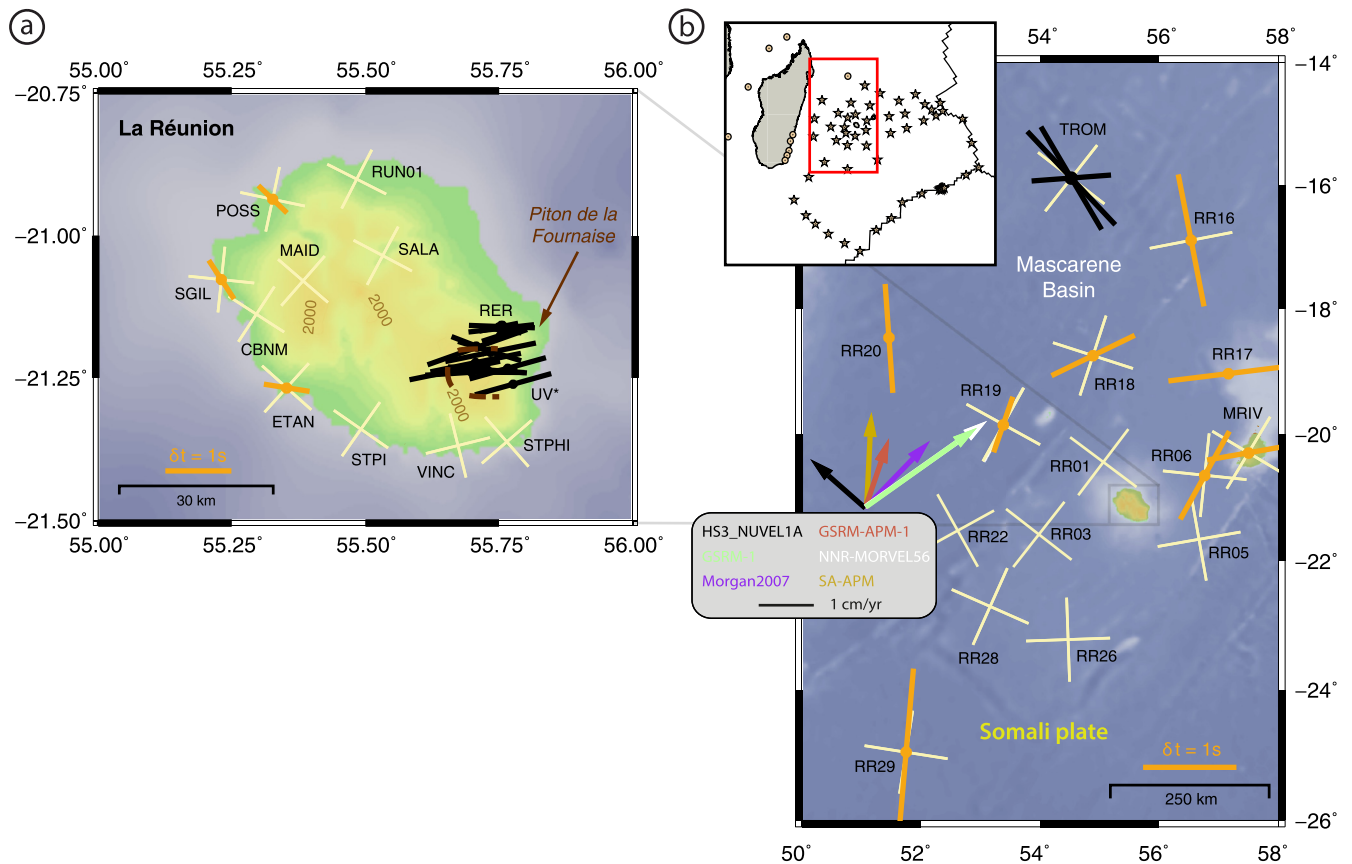 a
55.00 55.25˚ 55.50˚ 55.75˚ 56.00˚
−20.75˚
−21.00˚
−21.25˚
−21.50˚
La Réunion
RUN01
POSS
MAID
SALA
Piton de la
Fournaise
SGIL
2000
2000
RER
CBNM
2000
UV*
ETAN
STPI
VINC
STPHI
δt = 1s
30 km
55.00 55.25˚ 55.50˚ 55.75˚ 56.00˚
b
54˚ 56˚ 58˚
−14˚
−16˚
−18˚
−20˚
−22˚
−24˚
−26˚
TROM
RR16
Mascarene
Basin
RR20
RR18
RR17
RR19
MRIV
RR01
RR06
RR22
RR03
RR05
RR28
RR26
RR29
HS3_NUVEL1A GSRM-APM-1
NNR-MORVEL56
Morgan2007 SA-APM
1 cm/yr
Somali plate
δt = 1s
250 km
50˚ 52˚ 54˚ 56˚ 58˚